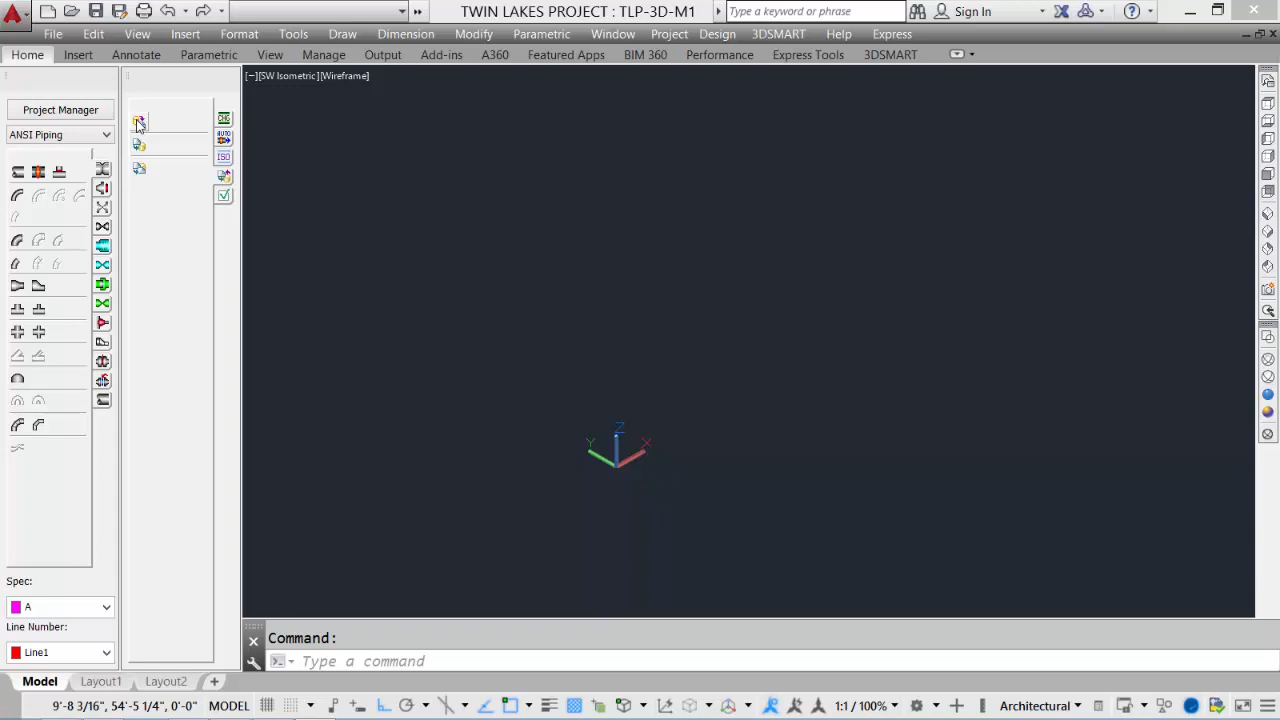 TWIN LAKES PROJECT : TLP-3D-M1
Type a keyword or phrase
Sign In
File Edit View Insert Format Tools Draw Dimension Modify Parametric Window Project Design 3DSMART Help Express
Home Insert Annotate Parametric View Manage Output Add-ins A360 Featured Apps BIM 360 Performance Express Tools 3DSMART
[−][SW Isometric][Wireframe]
Project Manager
ANSI Piping
CHG
AUTO
ISO
Z
Y
X
Spec:
A
Line Number:
Line1
Command:
Type a command
Model Layout1 Layout2
9'-8 3/16", 54'-5 1/4", 0'-0" MODEL
1:1 / 100%
Architectural